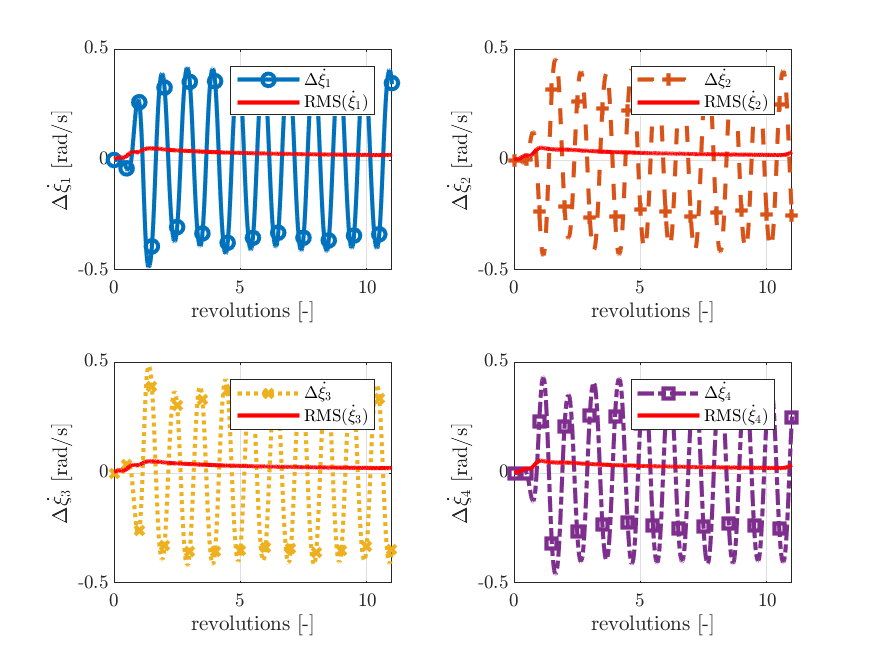 0.5
0
-0.5
Δξ̇₁ [rad/s]
Δξ̇₁
RMS(ξ̇₁)
0 5 10
revolutions [-]
0.5
0
-0.5
Δξ̇₂ [rad/s]
Δξ̇₂
RMS(ξ̇₂)
0 5 10
revolutions [-]
0.5
0
-0.5
Δξ̇₃ [rad/s]
Δξ̇₃
RMS(ξ̇₃)
0 5 10
revolutions [-]
0.5
0
-0.5
Δξ̇₄ [rad/s]
Δξ̇₄
RMS(ξ̇₄)
0 5 10
revolutions [-]